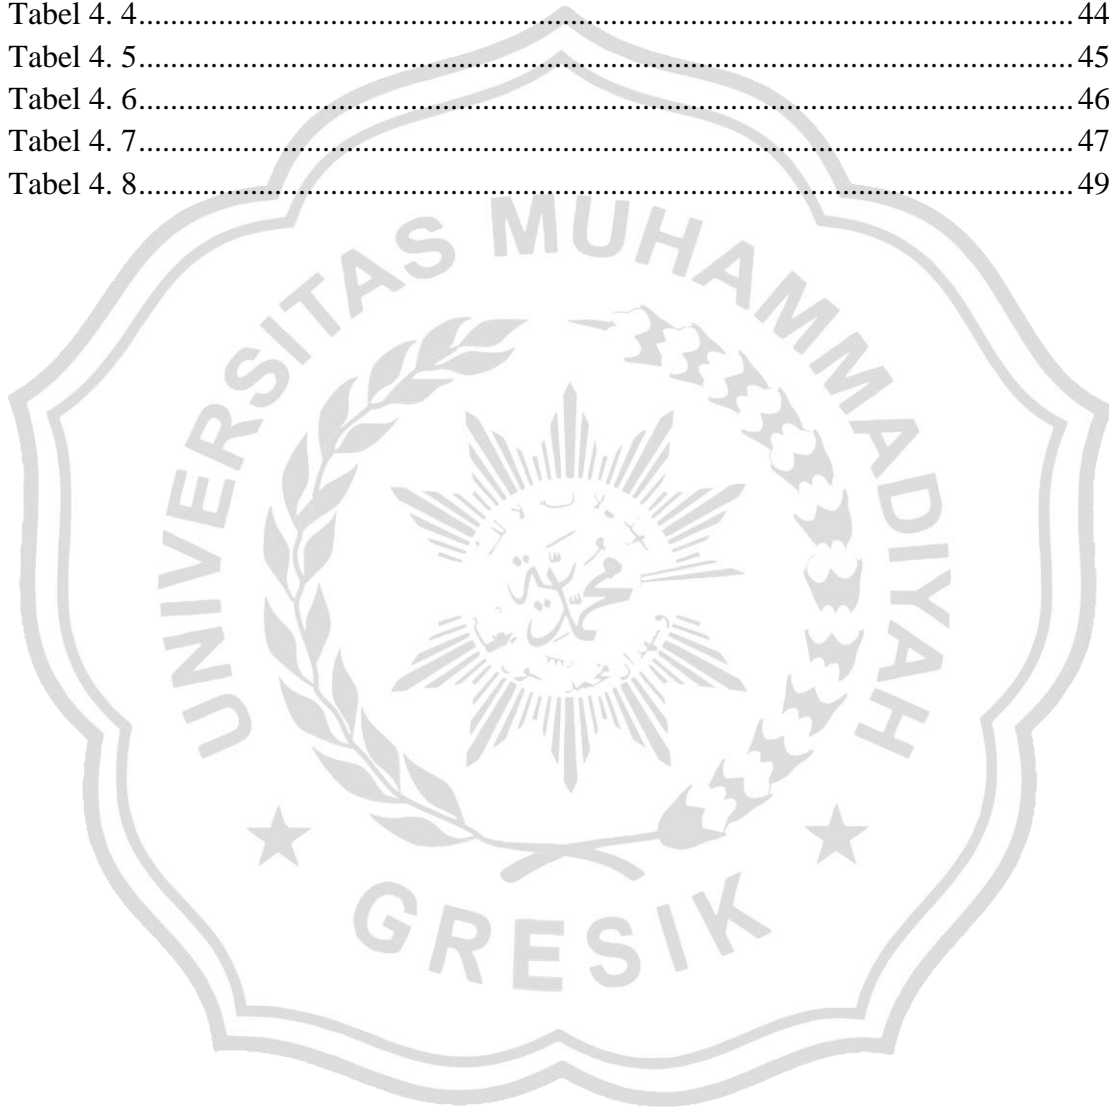 Tabel 4. 4.................................................................................................................... 44
Tabel 4. 5.................................................................................................................... 45
Tabel 4. 6.................................................................................................................... 46
Tabel 4. 7.................................................................................................................... 47
Tabel 4. 8.................................................................................................................... 49
UNIVERSITAS MUHAMMADIYAH
محمدية
GRESIK